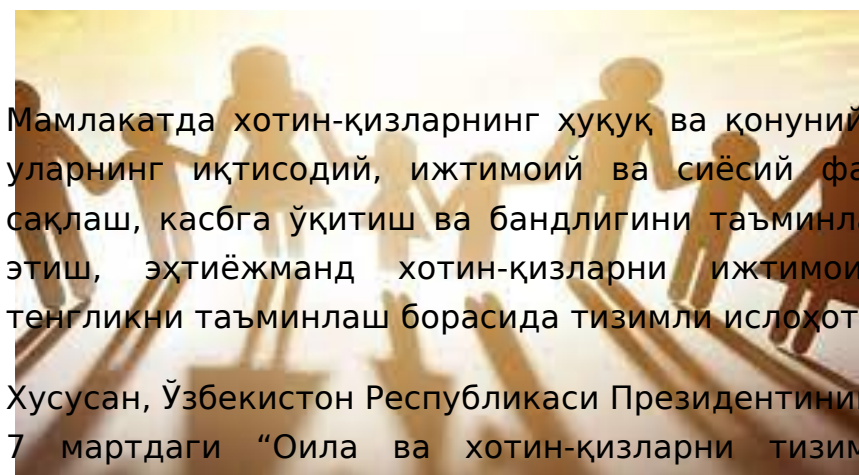 Мамлакатда хотин-қизларнинг ҳуқуқ ва қонуний
уларнинг иқтисодий, ижтимоий ва сиёсий фа
сақлаш, касбга ўқитиш ва бандлигини таъминла
этиш, эҳтиёжманд хотин-қизларни ижтимои
тенгликни таъминлаш борасида тизимли ислоҳот
Хусусан, Ўзбекистон Республикаси Президентини
7 мартдаги “Оила ва хотин-қизларни тизим